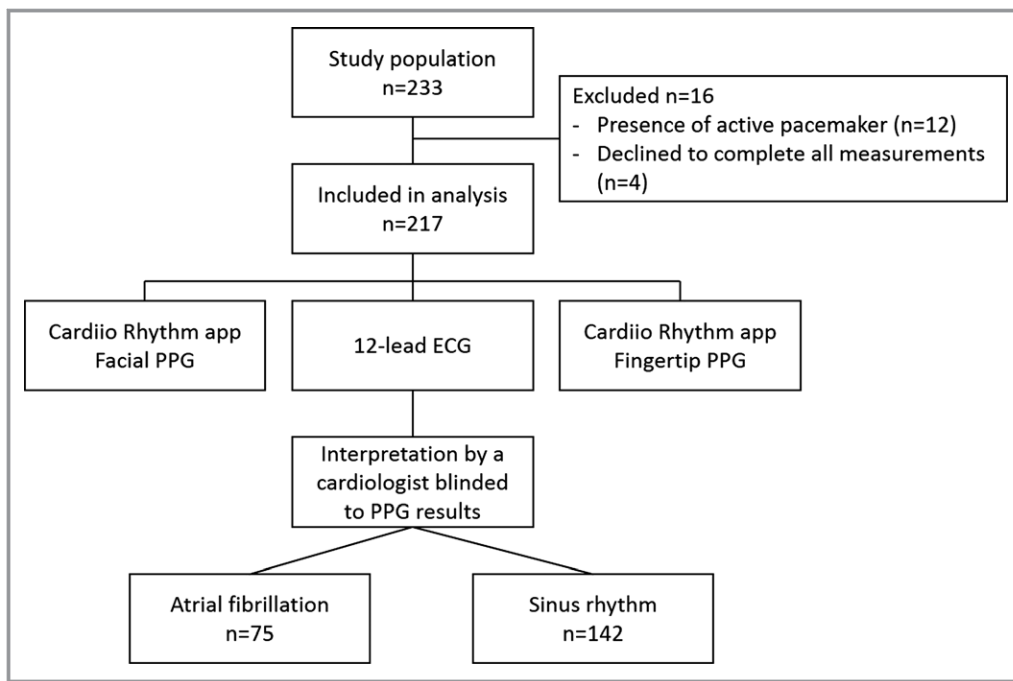 Study population
n=233
Excluded n=16
- Presence of active pacemaker (n=12)
- Declined to complete all measurements
(n=4)
Included in analysis
n=217
Cardiio Rhythm app
Facial PPG
12-lead ECG
Cardiio Rhythm app
Fingertip PPG
Interpretation by a
cardiologist blinded
to PPG results
Atrial fibrillation
n=75
Sinus rhythm
n=142